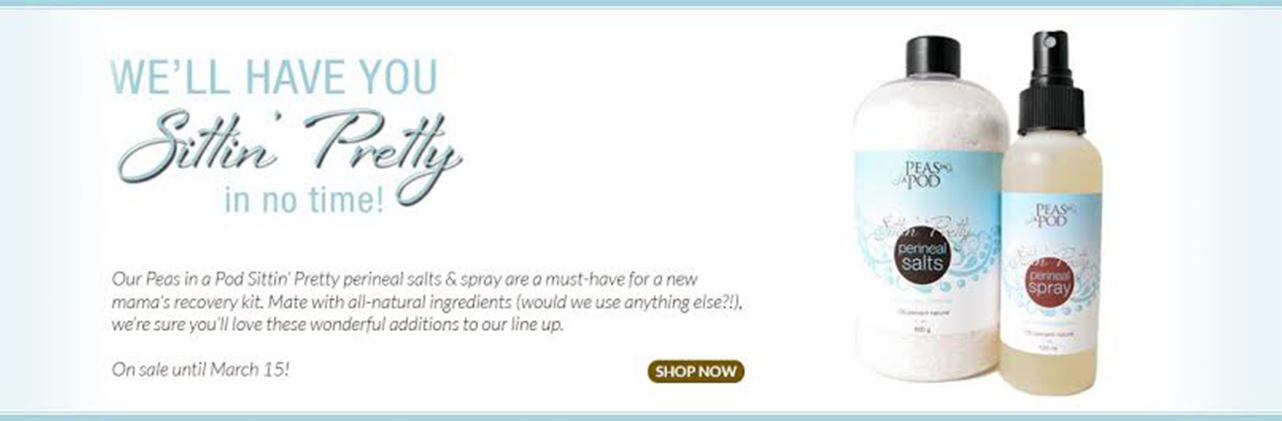 WE'LL HAVE YOU
Sittin' Pretty
in no time!
Our Peas in a Pod Sittin' Pretty perineal salts & spray are a must-have for a new
mama's recovery kit. Mate with all-natural ingredients (would we use anything else?!),
we're sure you'll love these wonderful additions to our line up.
On sale until March 15!
SHOP NOW
PEAS IN
A POD
Sittin' Pretty
perineal
salts
600 g
PEAS IN
A POD
Sittin' Pretty
perineal
spray